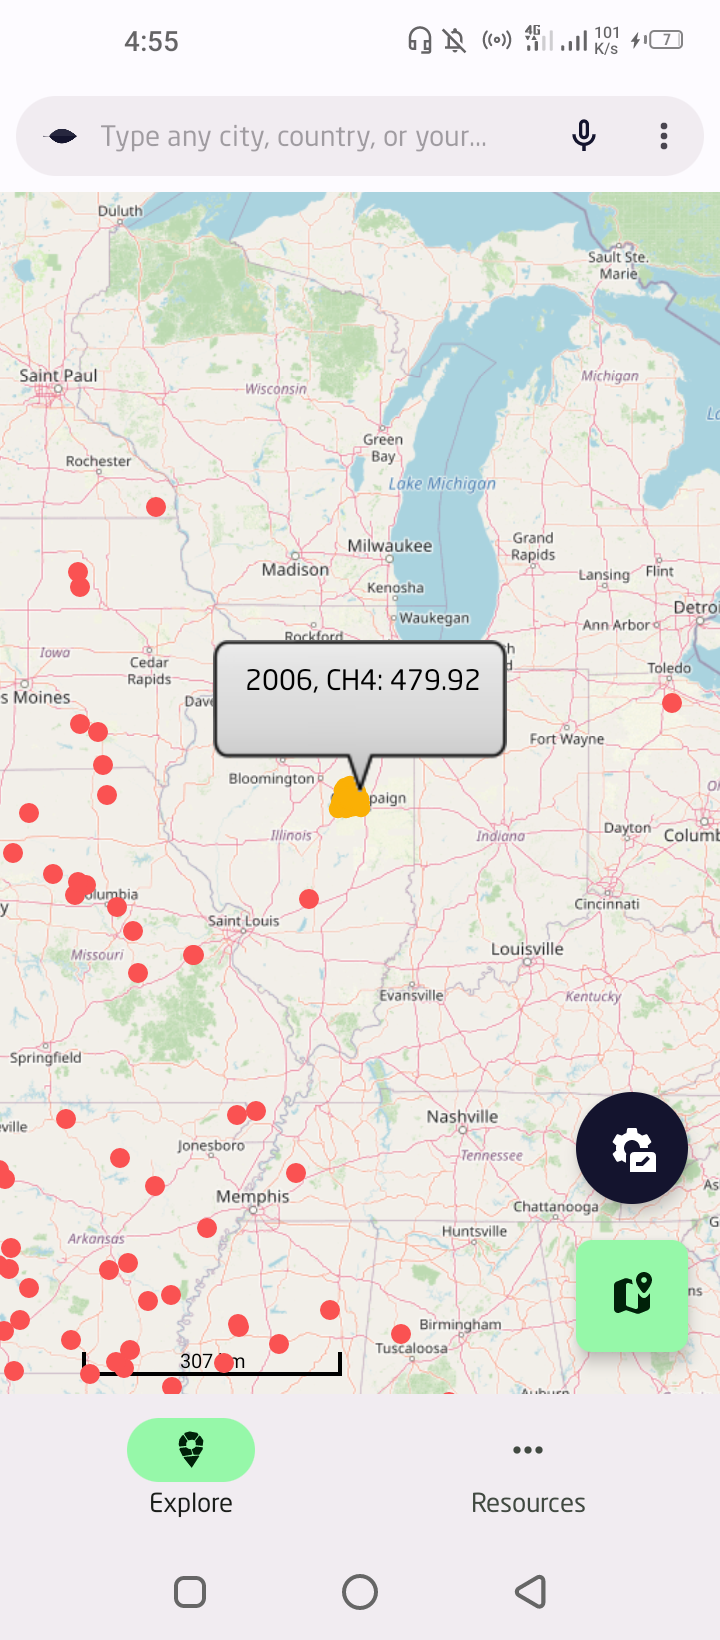 4:55
4G
101
K/s
7
Type any city, country, or your...
Duluth
Sault Ste.
Marie
Saint Paul
Wisconsin
Michigan
Green
Bay
Rochester
Lake Michigan
Grand
Rapids
Milwaukee
Madison
Lansing
Flint
Kenosha
Waukegan
Ann Arbor
Detroi
Rockford
Iowa
Cedar
Rapids
Toledo
s Moines
Dave
2006, CH4: 479.92
Fort Wayne
Bloomington
paign
Illinois
Indiana
Dayton
Columb
olumbia
Saint Louis
Cincinnati
Missouri
Louisville
Evansville
Kentucky
Springfield
ville
Nashville
Jonesboro
Tennessee
Memphis
Chattanooga
Huntsville
Arkansas
Birmingham
Tuscaloosa
307 m
Auburn
Explore
Resources